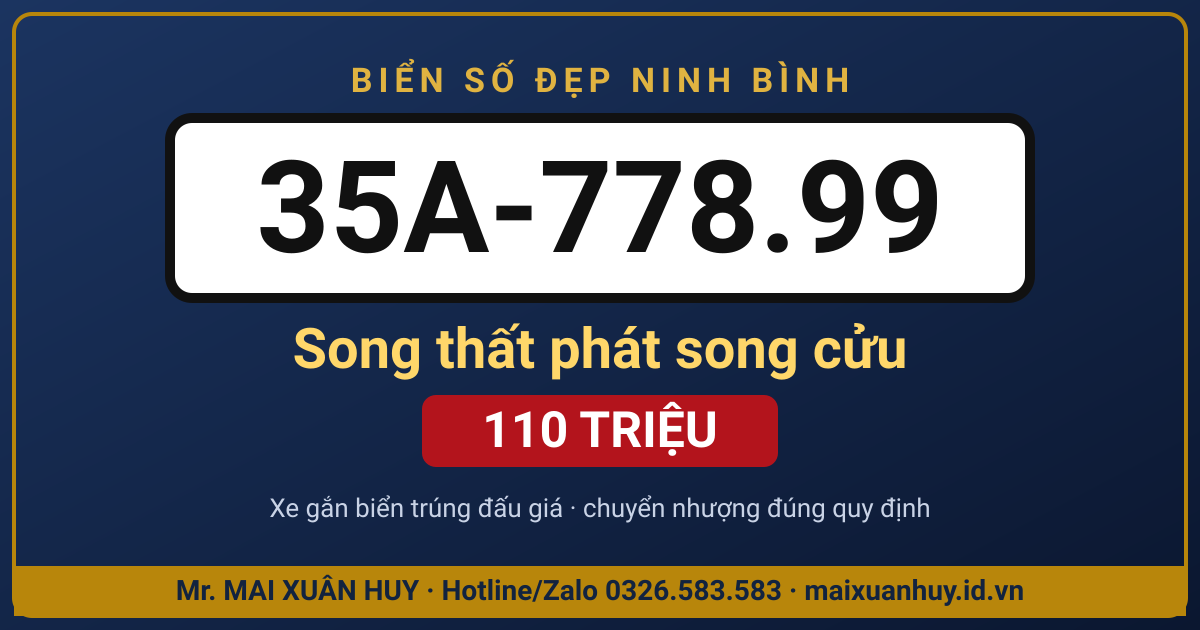 BIỂN SỐ ĐẸP NINH BÌNH
35A-778.99
Song thất phát song cửu
110 TRIỆU
Xe gắn biển trúng đấu giá · chuyển nhượng đúng quy định
Mr. MAI XUÂN HUY · Hotline/Zalo 0326.583.583 · maixuanhuy.id.vn